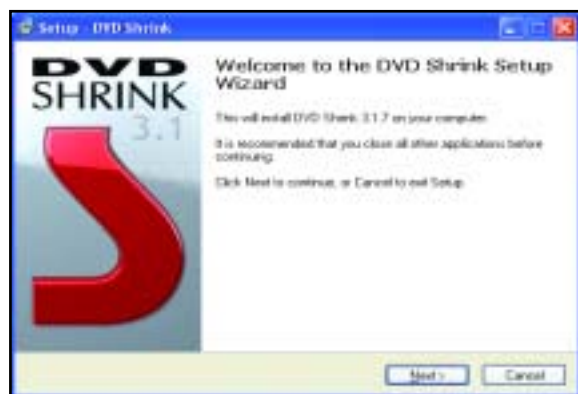 Setup - DVD Shrink
DVD
SHRINK
3.1
Welcome to the DVD Shrink Setup
Wizard
This will install DVD Shrink 3.1.7 on your computer.
It is recommended that you close all other applications before
continuing.
Click Next to continue, or Cancel to exit Setup.
Next >
Cancel